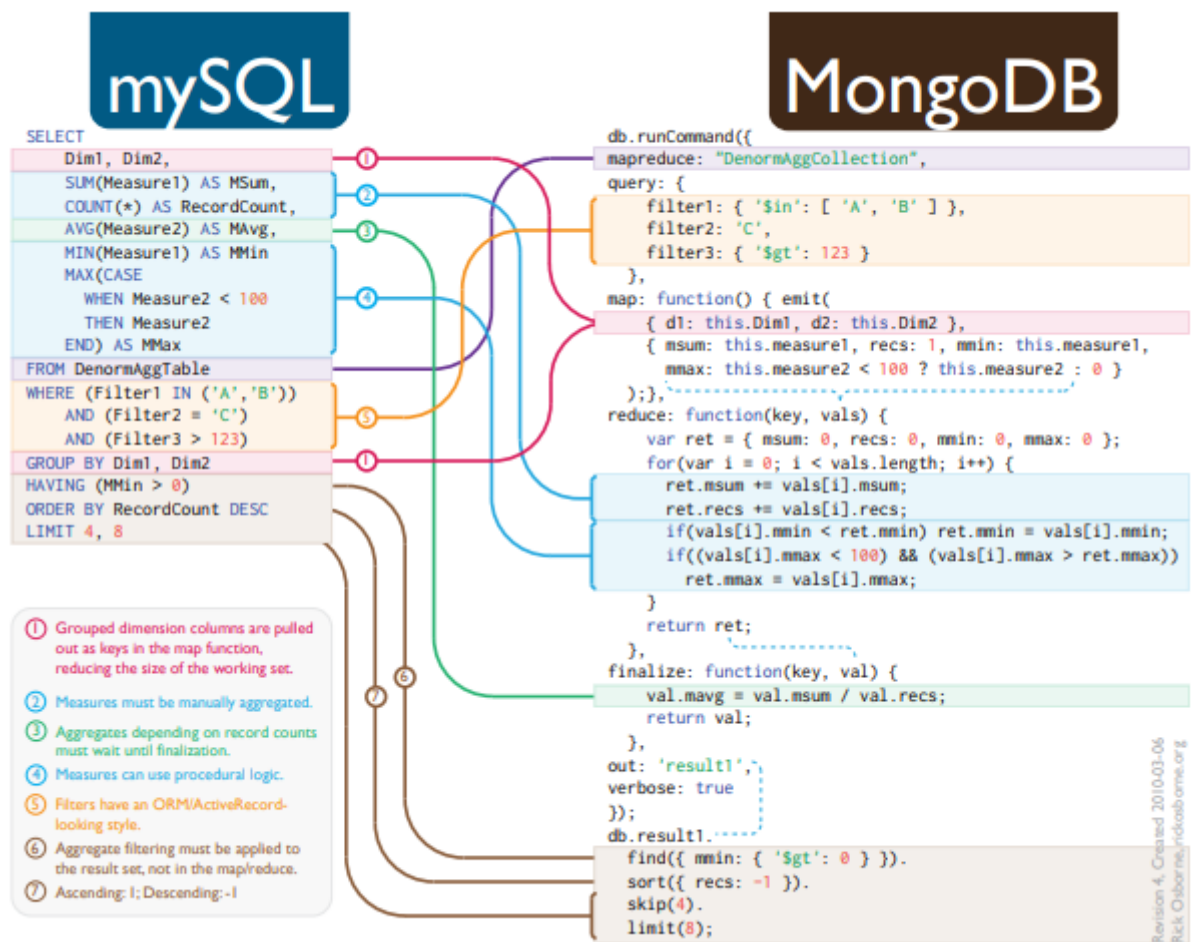 mySQL
SELECT
Dim1, Dim2,
SUM(Measure1) AS MSum,
COUNT(*) AS RecordCount,
AVG(Measure2) AS MAvg,
MIN(Measure1) AS MMin
MAX(CASE
WHEN Measure2 < 100
THEN Measure2
END) AS MMax
FROM DenormAggTable
WHERE (Filter1 IN ('A','B'))
AND (Filter2 = 'C')
AND (Filter3 > 123)
GROUP BY Dim1, Dim2
HAVING (MMin > 0)
ORDER BY RecordCount DESC
LIMIT 4, 8
1
2
3
4
5
1
6
7
1 Grouped dimension columns are pulled
out as keys in the map function,
reducing the size of the working set.
2 Measures must be manually aggregated.
3 Aggregates depending on record counts
must wait until finalization.
4 Measures can use procedural logic.
5 Filters have an ORM/ActiveRecord-
looking style.
6 Aggregate filtering must be applied to
the result set, not in the map/reduce.
7 Ascending: 1; Descending: -1
MongoDB
db.runCommand({
mapreduce: "DenormAggCollection",
query: {
filter1: { '$in': [ 'A', 'B' ] },
filter2: 'C',
filter3: { '$gt': 123 }
},
map: function() { emit(
{ d1: this.Dim1, d2: this.Dim2 },
{ msum: this.measure1, recs: 1, mmin: this.measure1,
mmax: this.measure2 < 100 ? this.measure2 : 0 }
);},
reduce: function(key, vals) {
var ret = { msum: 0, recs: 0, mmin: 0, mmax: 0 };
for(var i = 0; i < vals.length; i++) {
ret.msum += vals[i].msum;
ret.recs += vals[i].recs;
if(vals[i].mmin < ret.mmin) ret.mmin = vals[i].mmin;
if((vals[i].mmax < 100) && (vals[i].mmax > ret.mmax))
ret.mmax = vals[i].mmax;
}
return ret;
},
finalize: function(key, val) {
val.mavg = val.msum / val.recs;
return val;
},
out: 'result1',
verbose: true
});
db.result1.
find({ mmin: { '$gt': 0 } }).
sort({ recs: -1 }).
skip(4).
limit(8);
Revision 4, Created 2010-03-06
Rick Osborne, rickosborne.org